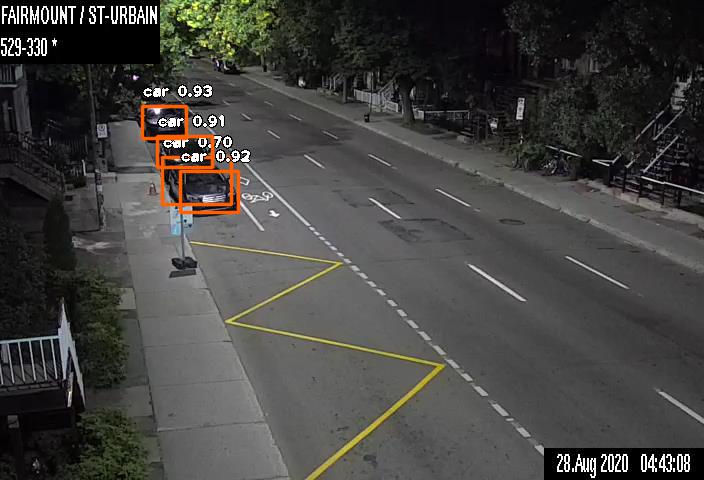 FAIRMOUNT / ST-URBAIN
529-330 *
car 0.93
car 0.91
car 0.70
car 0.92
28.Aug 2020 04:43:08